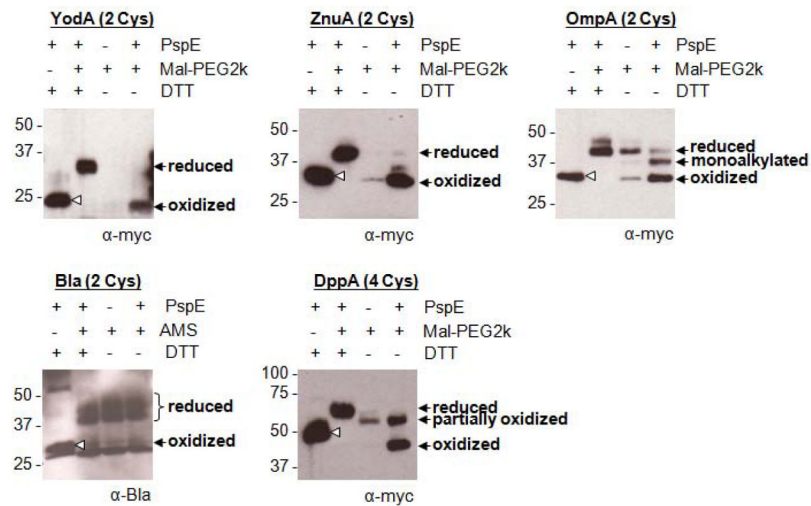 YodA (2 Cys)
+ + - + PspE
- + + + Mal-PEG2k
+ + - - DTT
50 -
37 -
25 -
reduced
oxidized
α-myc
ZnuA (2 Cys)
+ + - + PspE
- + + + Mal-PEG2k
+ + - - DTT
50 -
37 -
25 -
reduced
oxidized
α-myc
OmpA (2 Cys)
+ + - + PspE
- + + + Mal-PEG2k
+ + - - DTT
50 -
37 -
25 -
reduced
monoalkylated
oxidized
α-myc
Bla (2 Cys)
+ + - + PspE
- + + + AMS
+ + - - DTT
50 -
37 -
25 -
reduced
oxidized
α-Bla
DppA (4 Cys)
+ + - + PspE
- + + + Mal-PEG2k
+ + - - DTT
100 -
75 -
50 -
37 -
reduced
partially oxidized
oxidized
α-myc